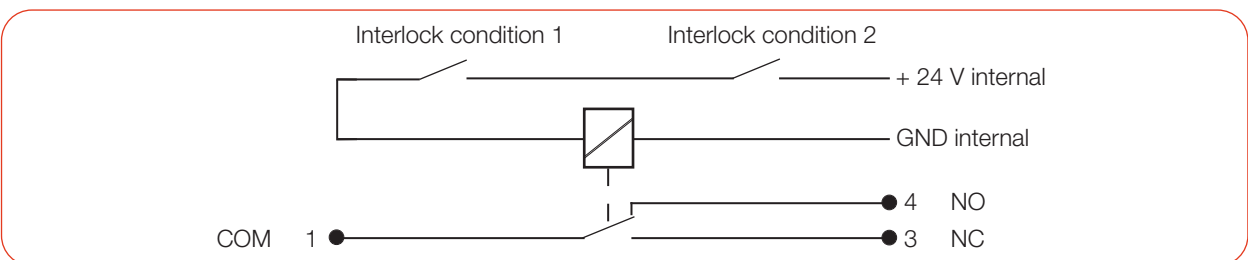 Interlock condition 1 Interlock condition 2
+ 24 V internal
GND internal
4 NO
COM 1 3 NC